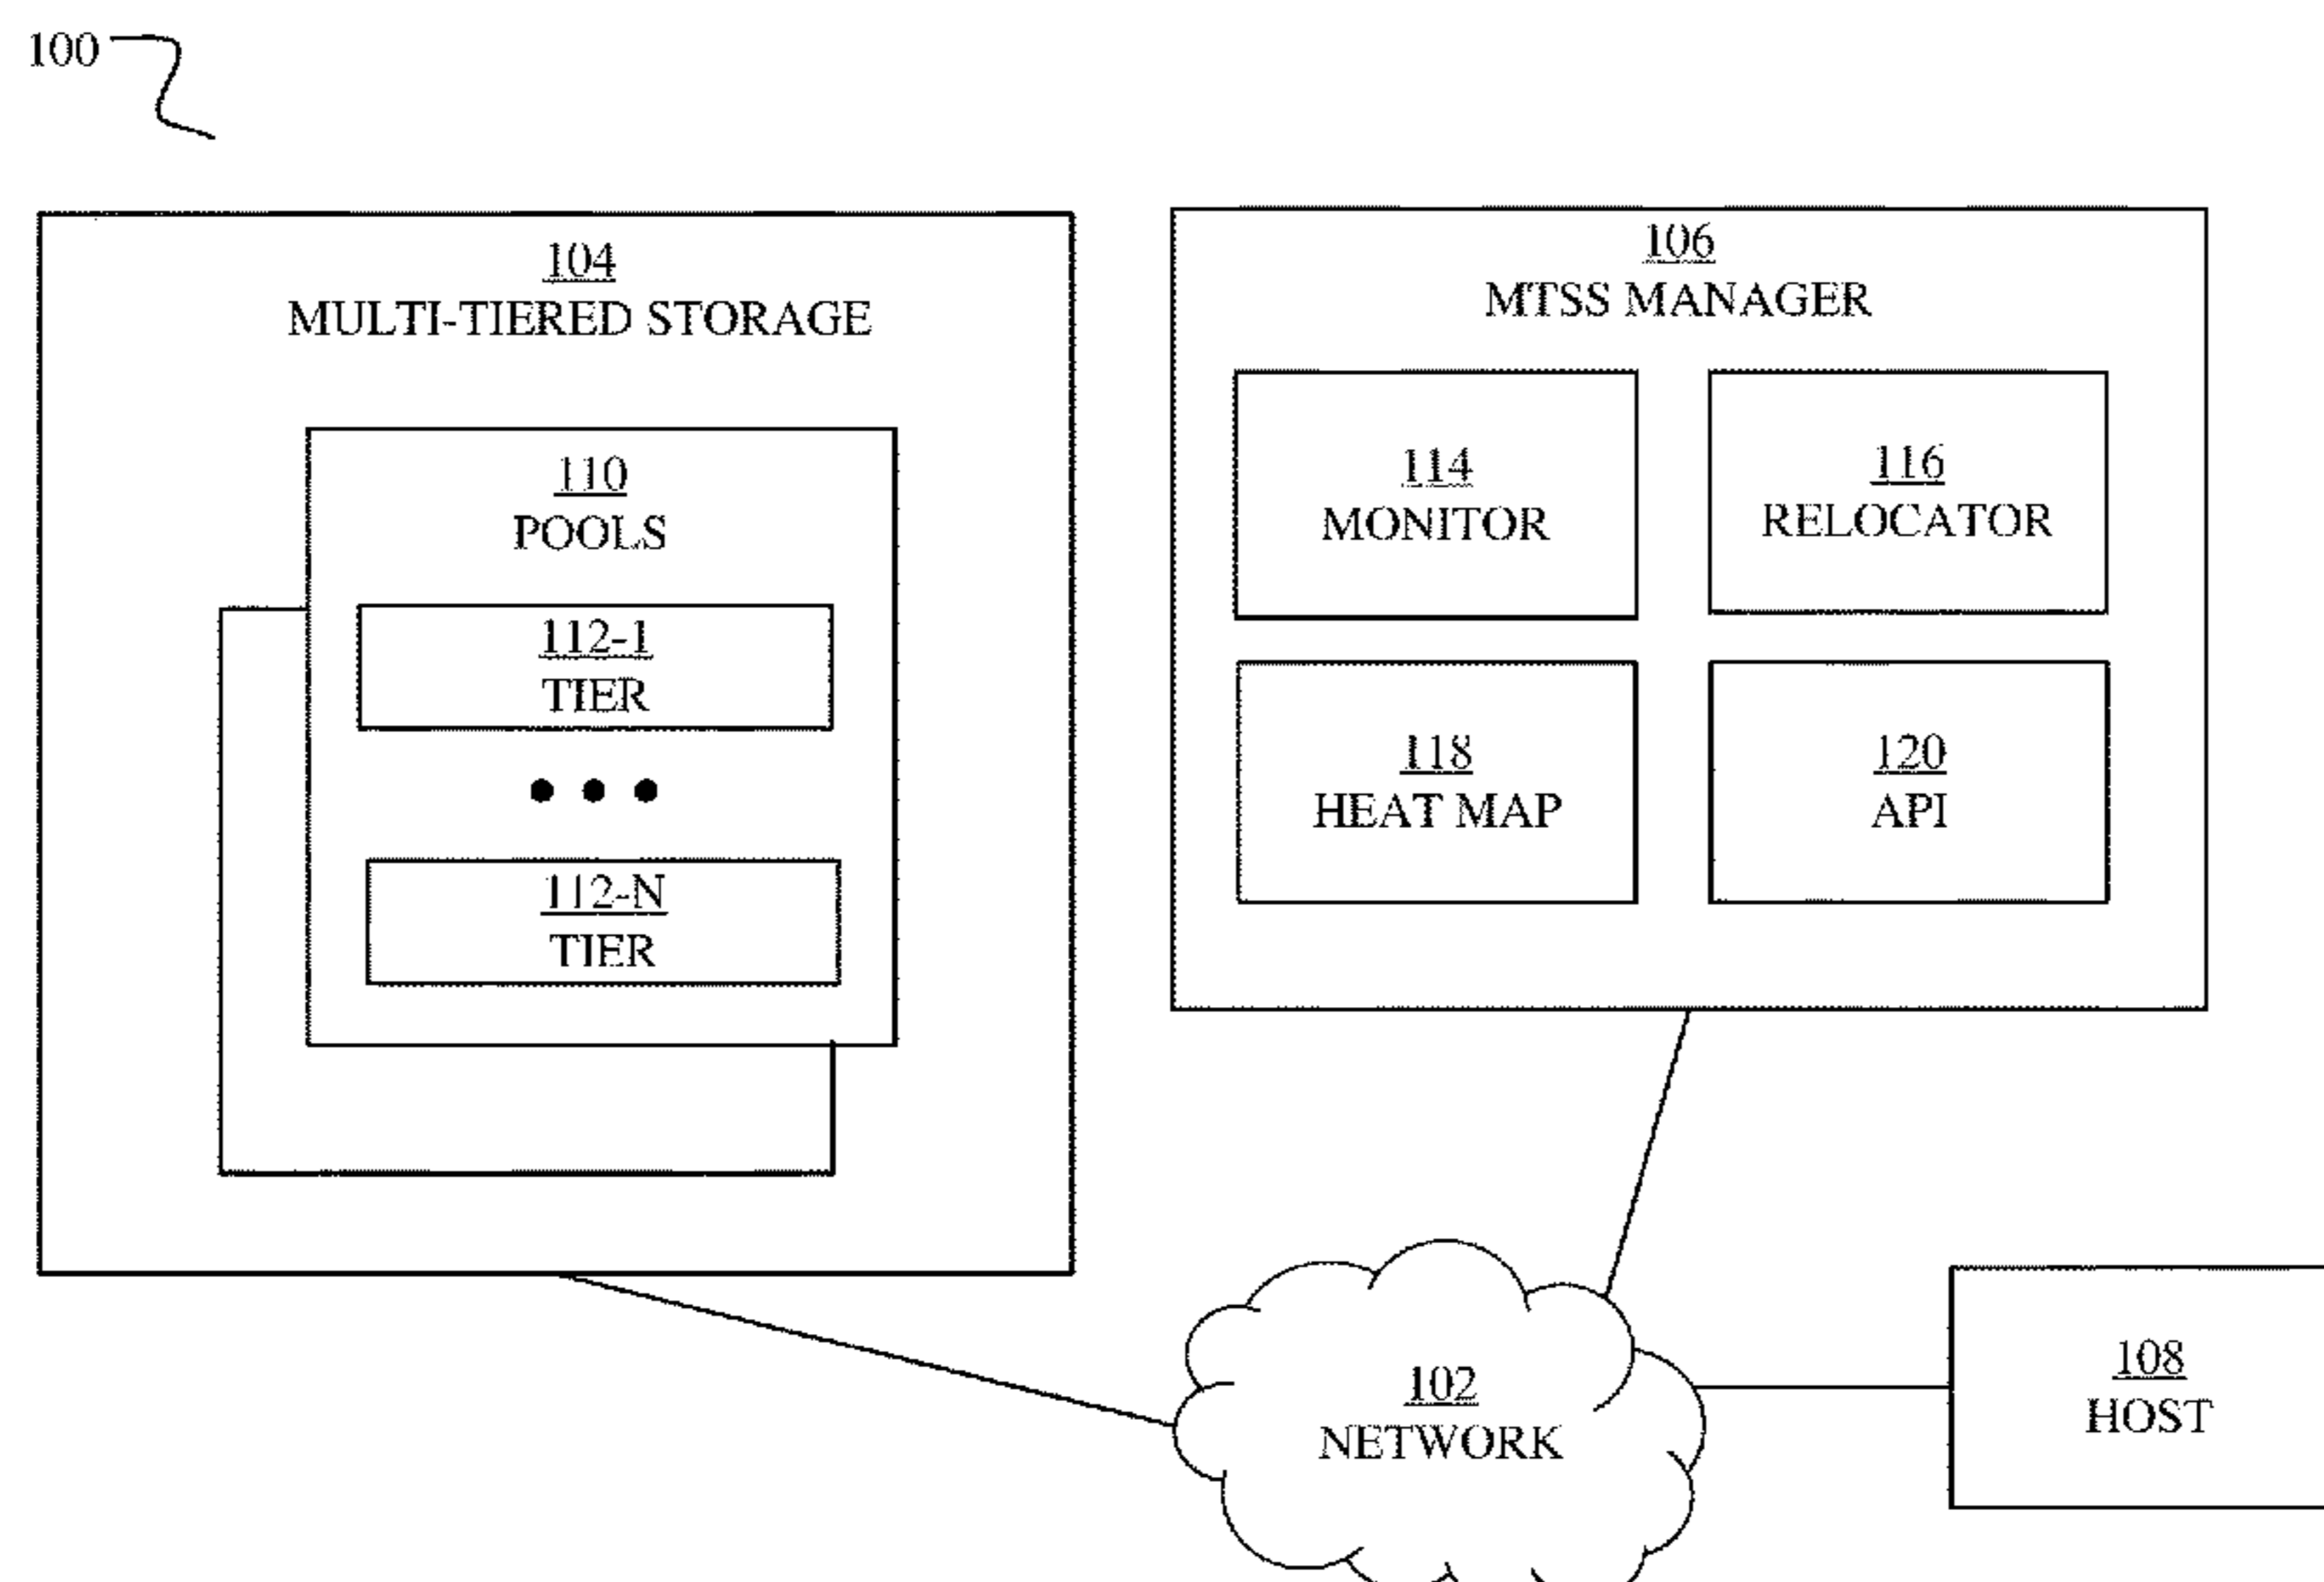 100
104
MULTI-TIERED STORAGE
110
POOLS
112-1
TIER
112-N
TIER
106
MTSS MANAGER
114
MONITOR
116
RELOCATOR
118
HEAT MAP
120
API
102
NETWORK
108
HOST